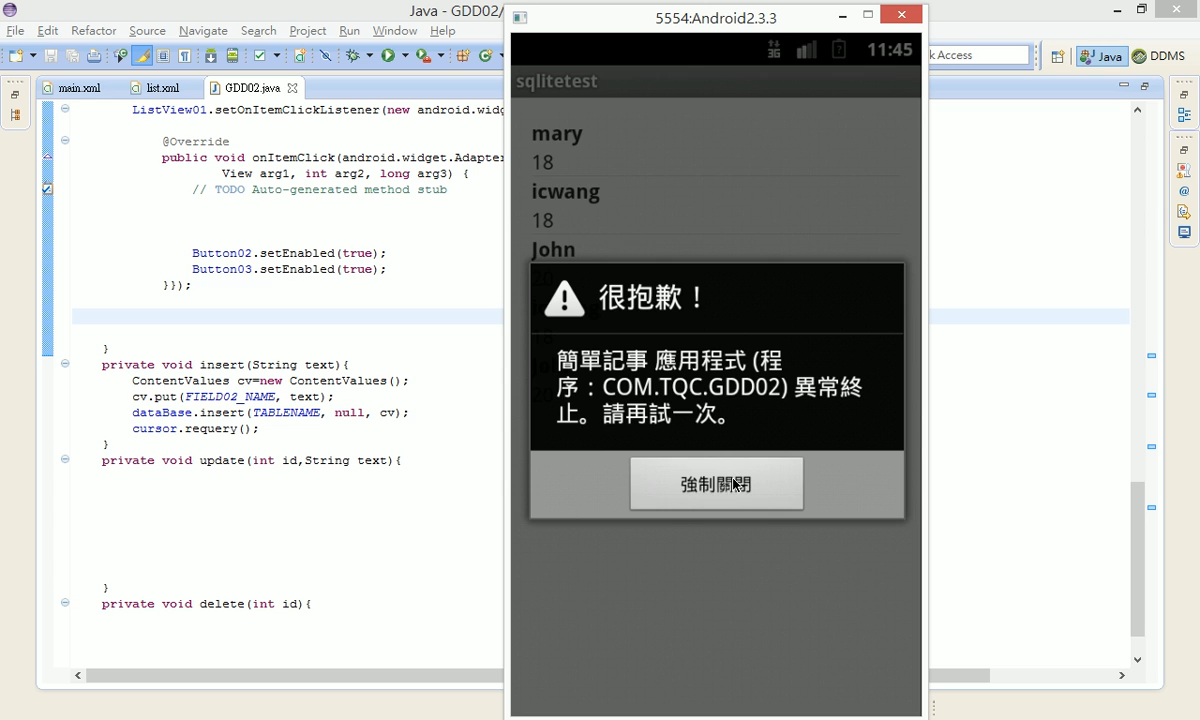 Java - GDD02/
5554:Android2.3.3
File Edit Refactor Source Navigate Search Project Run Window Help
11:45
k Access
Java
DDMS
sqlitetest
main.xml
list.xml
GDD02.java
ListView01.setOnItemClickListener(new android.widg
@Override
public void onItemClick(android.widget.Adapter
View arg1, int arg2, long arg3) {
// TODO Auto-generated method stub
Button02.setEnabled(true);
Button03.setEnabled(true);
}});
}
private void insert(String text){
ContentValues cv=new ContentValues();
cv.put(FIELD02_NAME, text);
dataBase.insert(TABLENAME, null, cv);
cursor.requery();
}
private void update(int id,String text){
}
private void delete(int id){
mary
18
icwang
18
John
20
很抱歉！
簡單記事 應用程式 (程
序：COM.TQC.GDD02) 異常終
止。請再試一次。
強制關閉